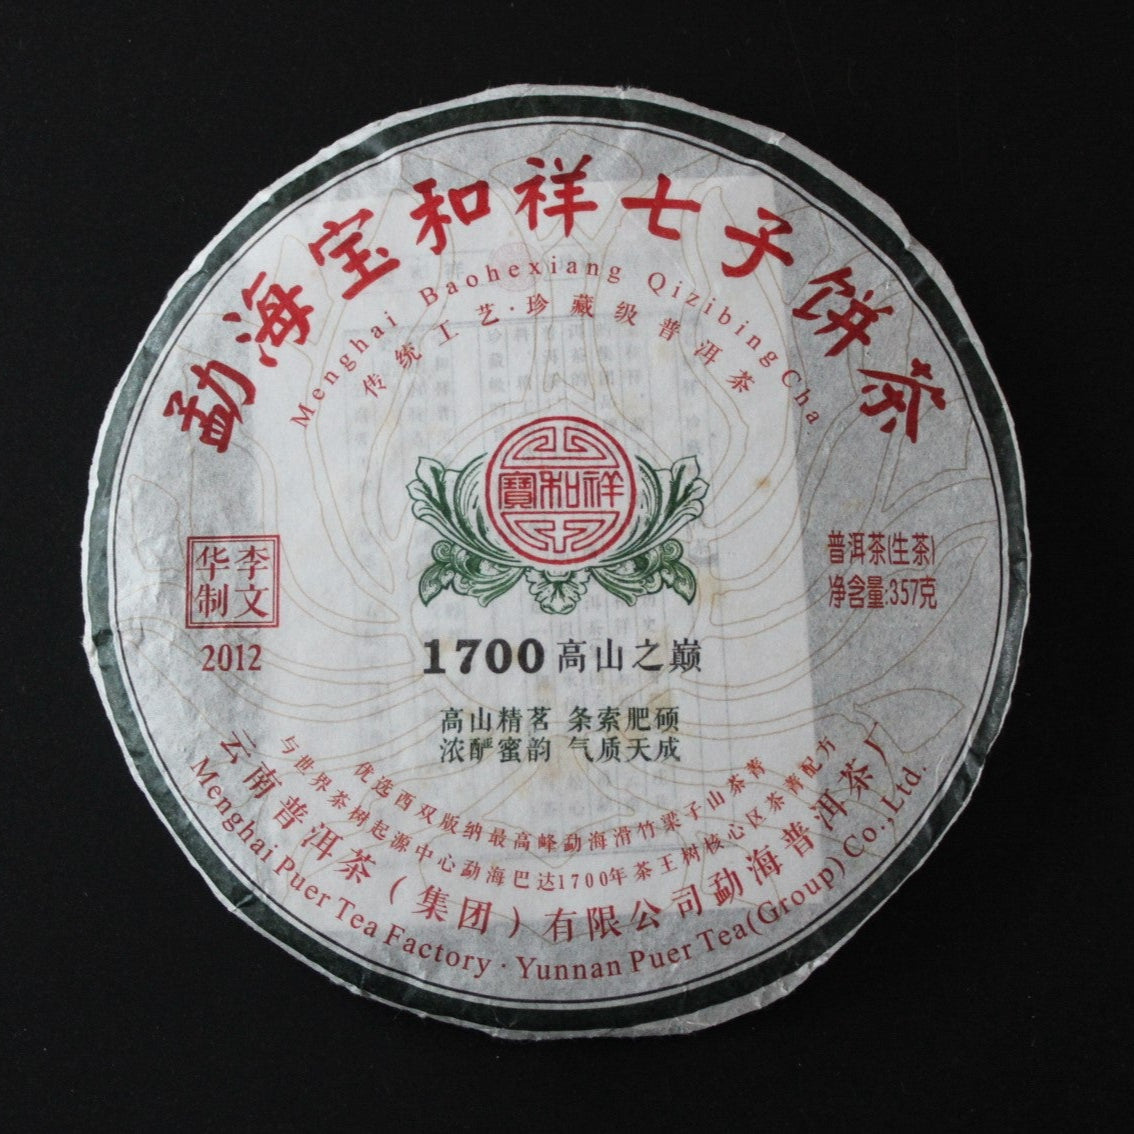 勐海宝和祥七子饼茶
Menghai Baohexiang Qizibing Cha
传统工艺·珍藏级普洱茶
寶和祥
李文
华制
2012
普洱茶(生茶)
净含量:357克
1700高山之巅
高山精茗 条索肥硕
浓酽蜜韵 气质天成
优选西双版纳最高峰勐海滑竹梁子山茶菁
与世界茶树起源中心勐海巴达1700年茶王树核心区茶菁配方
云南普洱茶(集团)有限公司勐海普洱茶厂
Menghai Puer Tea Factory · Yunnan Puer Tea(Group)Co.,Ltd.